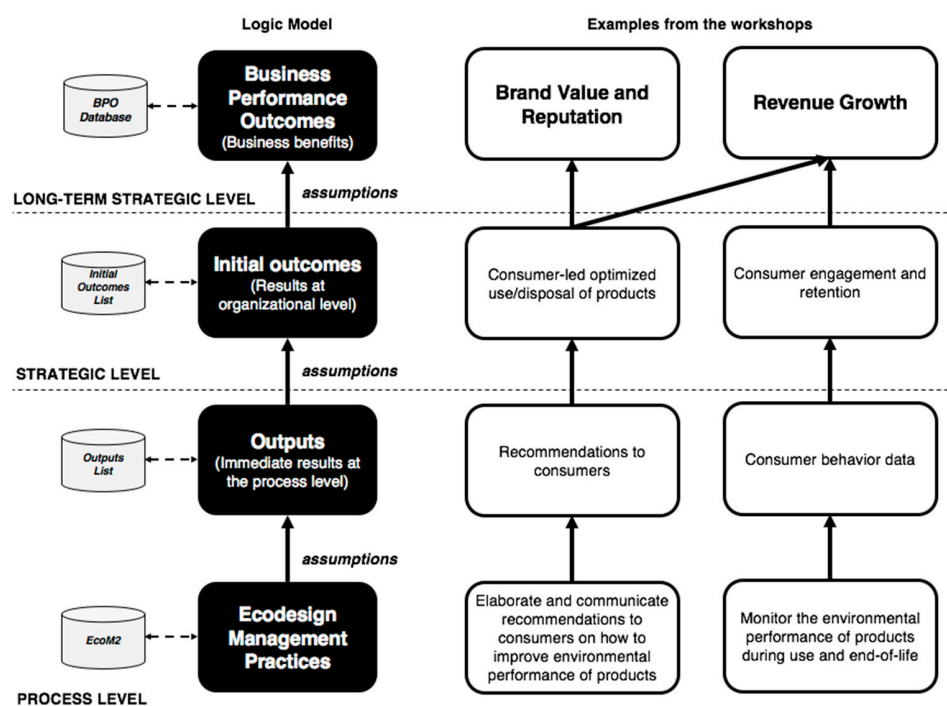 Logic Model
Examples from the workshops
BPO
Database
Business
Performance
Outcomes
(Business benefits)
Brand Value and
Reputation
Revenue Growth
assumptions
LONG-TERM STRATEGIC LEVEL
Initial
Outcomes
List
Initial outcomes
(Results at
organizational level)
Consumer-led optimized
use/disposal of products
Consumer engagement and
retention
assumptions
STRATEGIC LEVEL
Outputs
List
Outputs
(Immediate results at
the process level)
Recommendations to
consumers
Consumer behavior data
assumptions
EcoM2
Ecodesign
Management
Practices
Elaborate and communicate
recommendations to
consumers on how to
improve environmental
performance of products
Monitor the environmental
performance of products
during use and end-of-life
PROCESS LEVEL